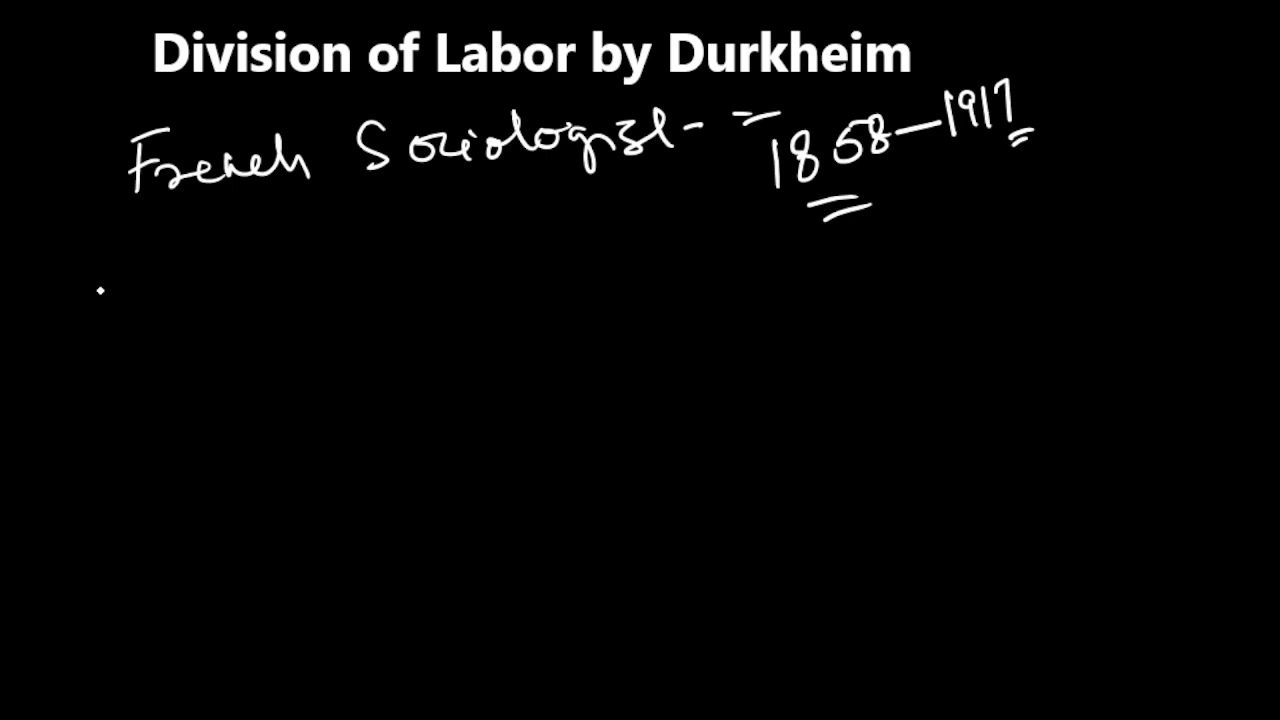 Division of Labor by Durkheim
French Sociologist - = 1858-1917